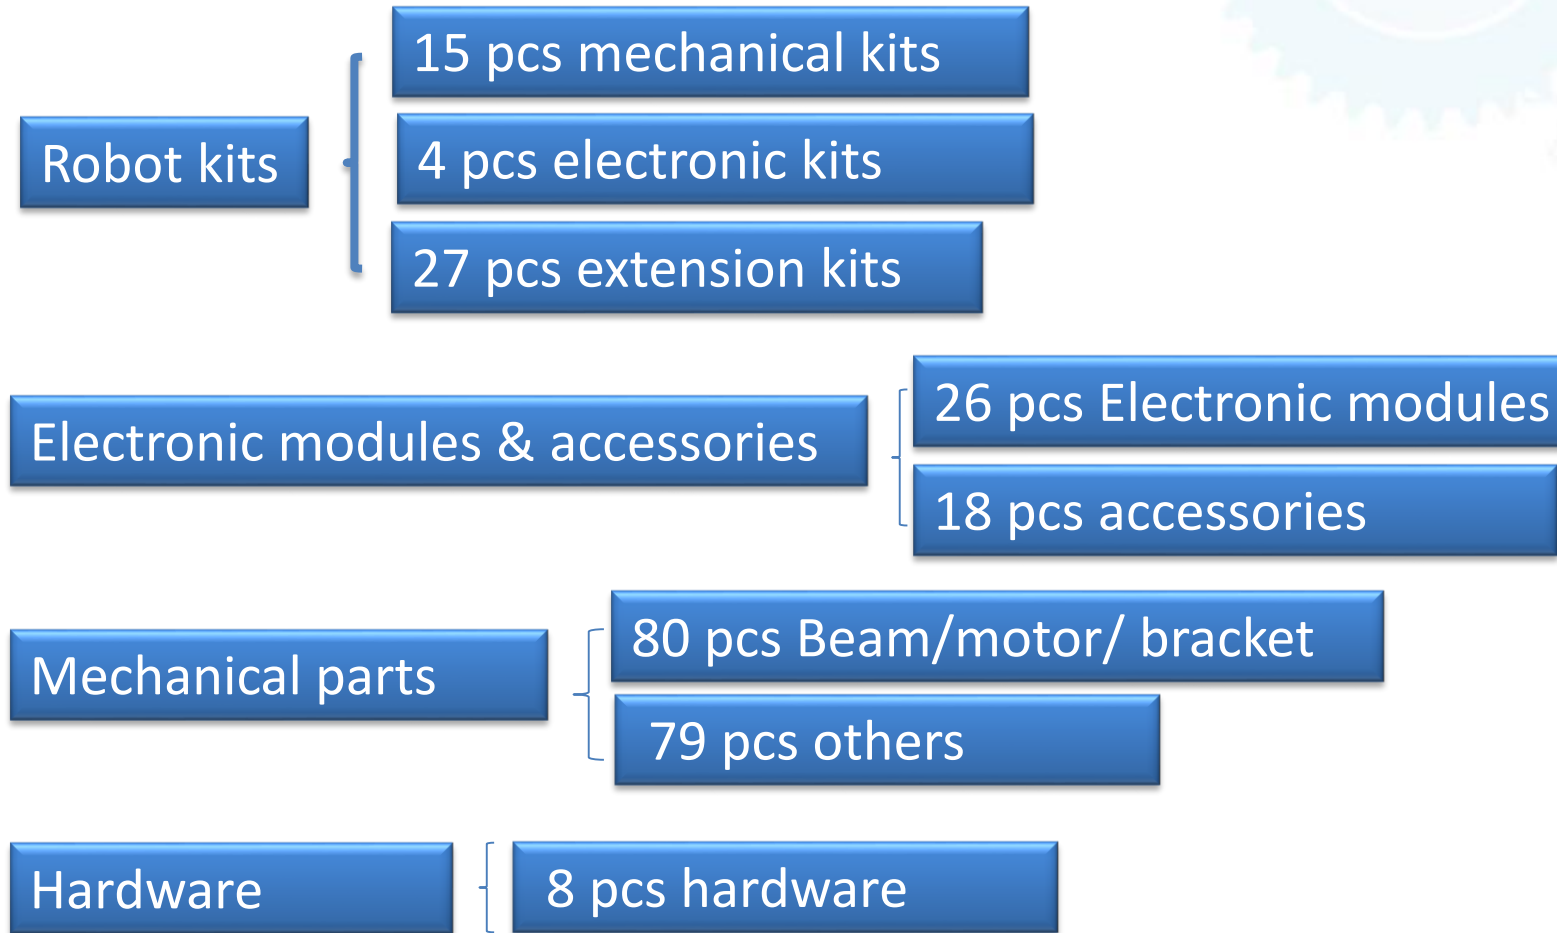 Robot kits
15 pcs mechanical kits
4 pcs electronic kits
27 pcs extension kits
Electronic modules & accessories
26 pcs Electronic modules
18 pcs accessories
Mechanical parts
80 pcs Beam/motor/ bracket
79 pcs others
Hardware
8 pcs hardware